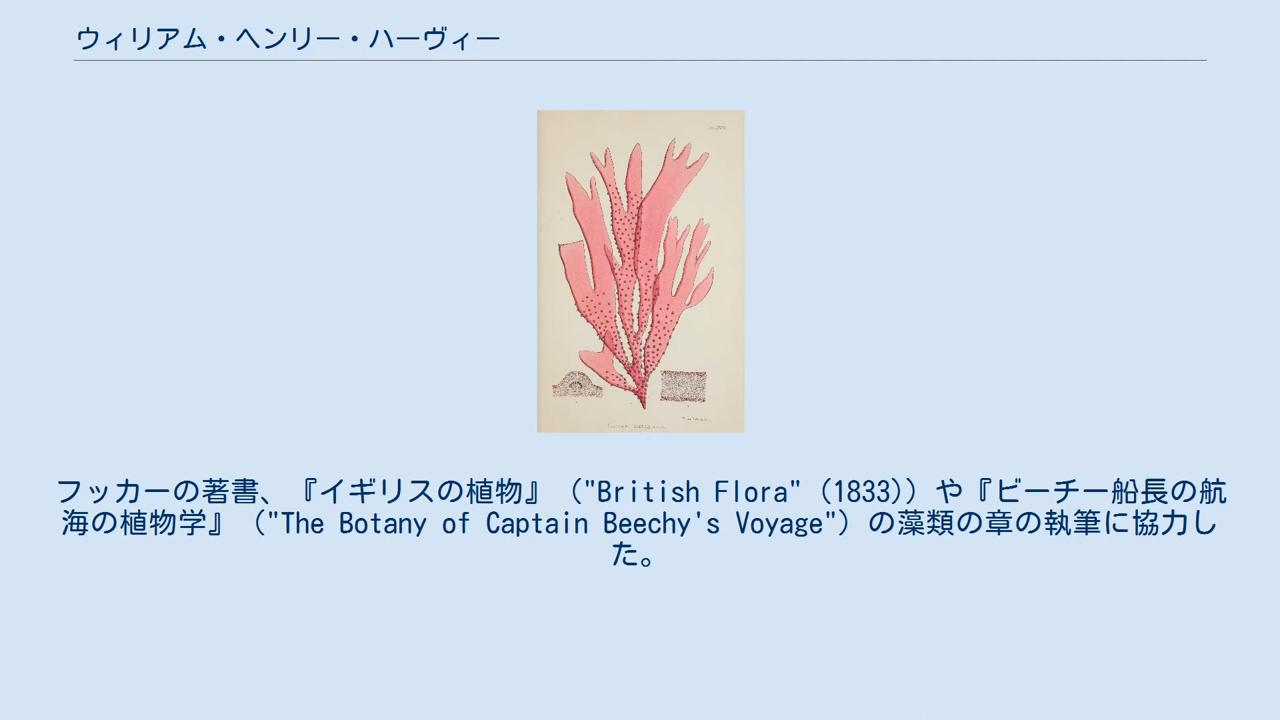 ウィリアム・ヘンリー・ハーヴィー
フッカーの著書、『イギリスの植物』（"British Flora"（1833)）や『ビーチー船長の航
海の植物学』（"The Botany of Captain Beechy's Voyage"）の藻類の章の執筆に協力し
た。